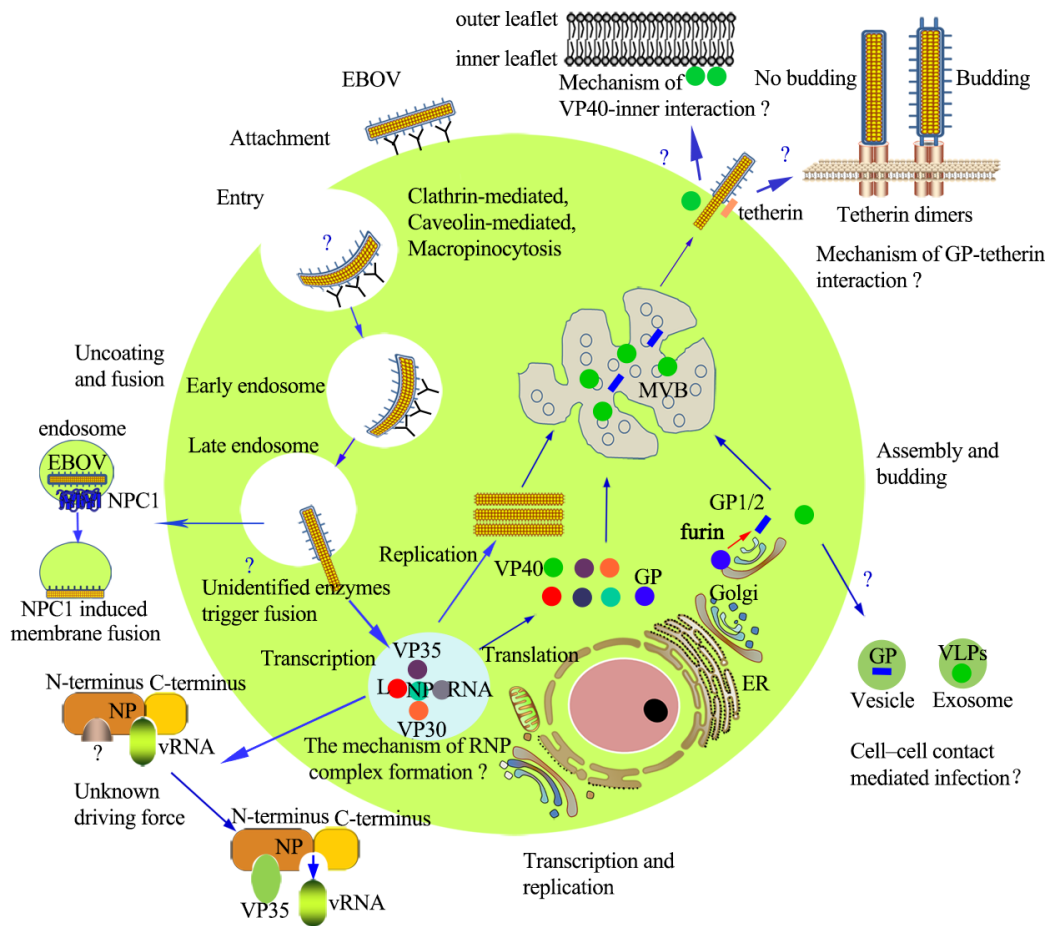 outer leaflet
inner leaflet
Mechanism of
VP40-inner interaction ?
No budding
Budding
Tetherin dimers
Mechanism of GP-tetherin
interaction ?
?
?
tetherin
EBOV
Attachment
Entry
?
Clathrin-mediated,
Caveolin-mediated,
Macropinocytosis
Uncoating
and fusion
Early endosome
Late endosome
endosome
EBOV
NPC1
NPC1 induced
membrane fusion
?
Unidentified enzymes
trigger fusion
MVB
Assembly and
budding
Replication
VP40
GP
GP1/2
furin
Golgi
ER
?
GP
Vesicle
VLPs
Exosome
Cell–cell contact
mediated infection ?
Transcription
Translation
VP35
L
NP
RNA
VP30
The mechanism of RNP
complex formation ?
N-terminus
C-terminus
NP
?
vRNA
Unknown
driving force
N-terminus
C-terminus
NP
VP35
vRNA
Transcription and
replication